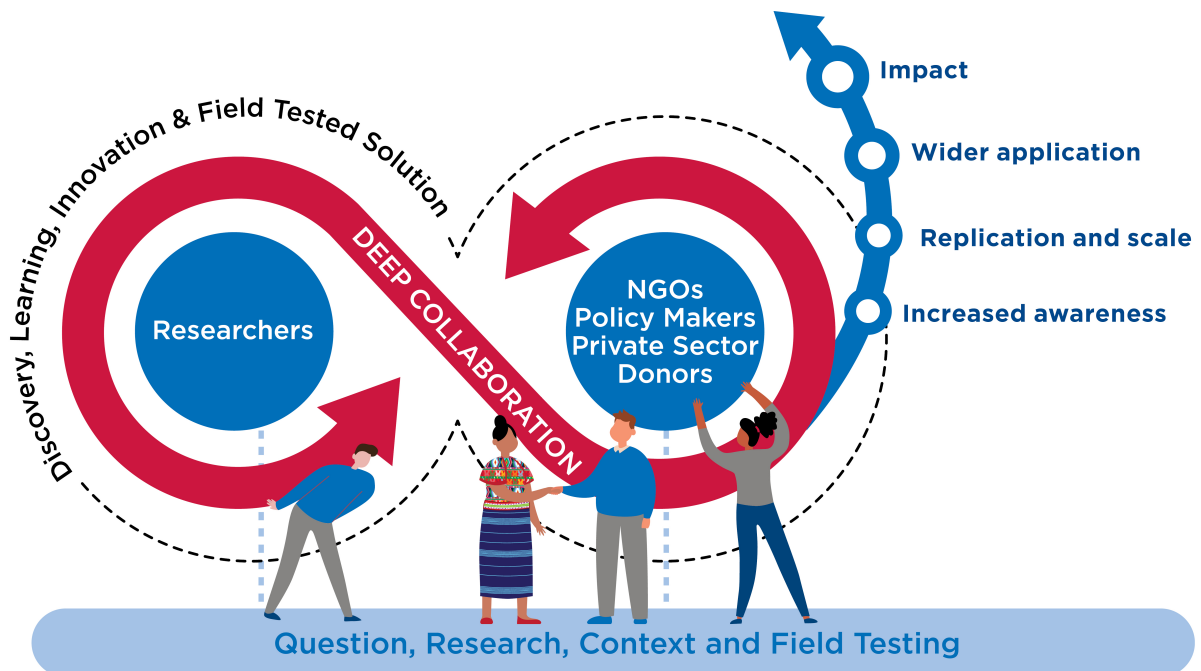 Discovery, Learning, Innovation & Field Tested Solution
Researchers
DEEP COLLABORATION
NGOs
Policy Makers
Private Sector
Donors
Impact
Wider application
Replication and scale
Increased awareness
Question, Research, Context and Field Testing